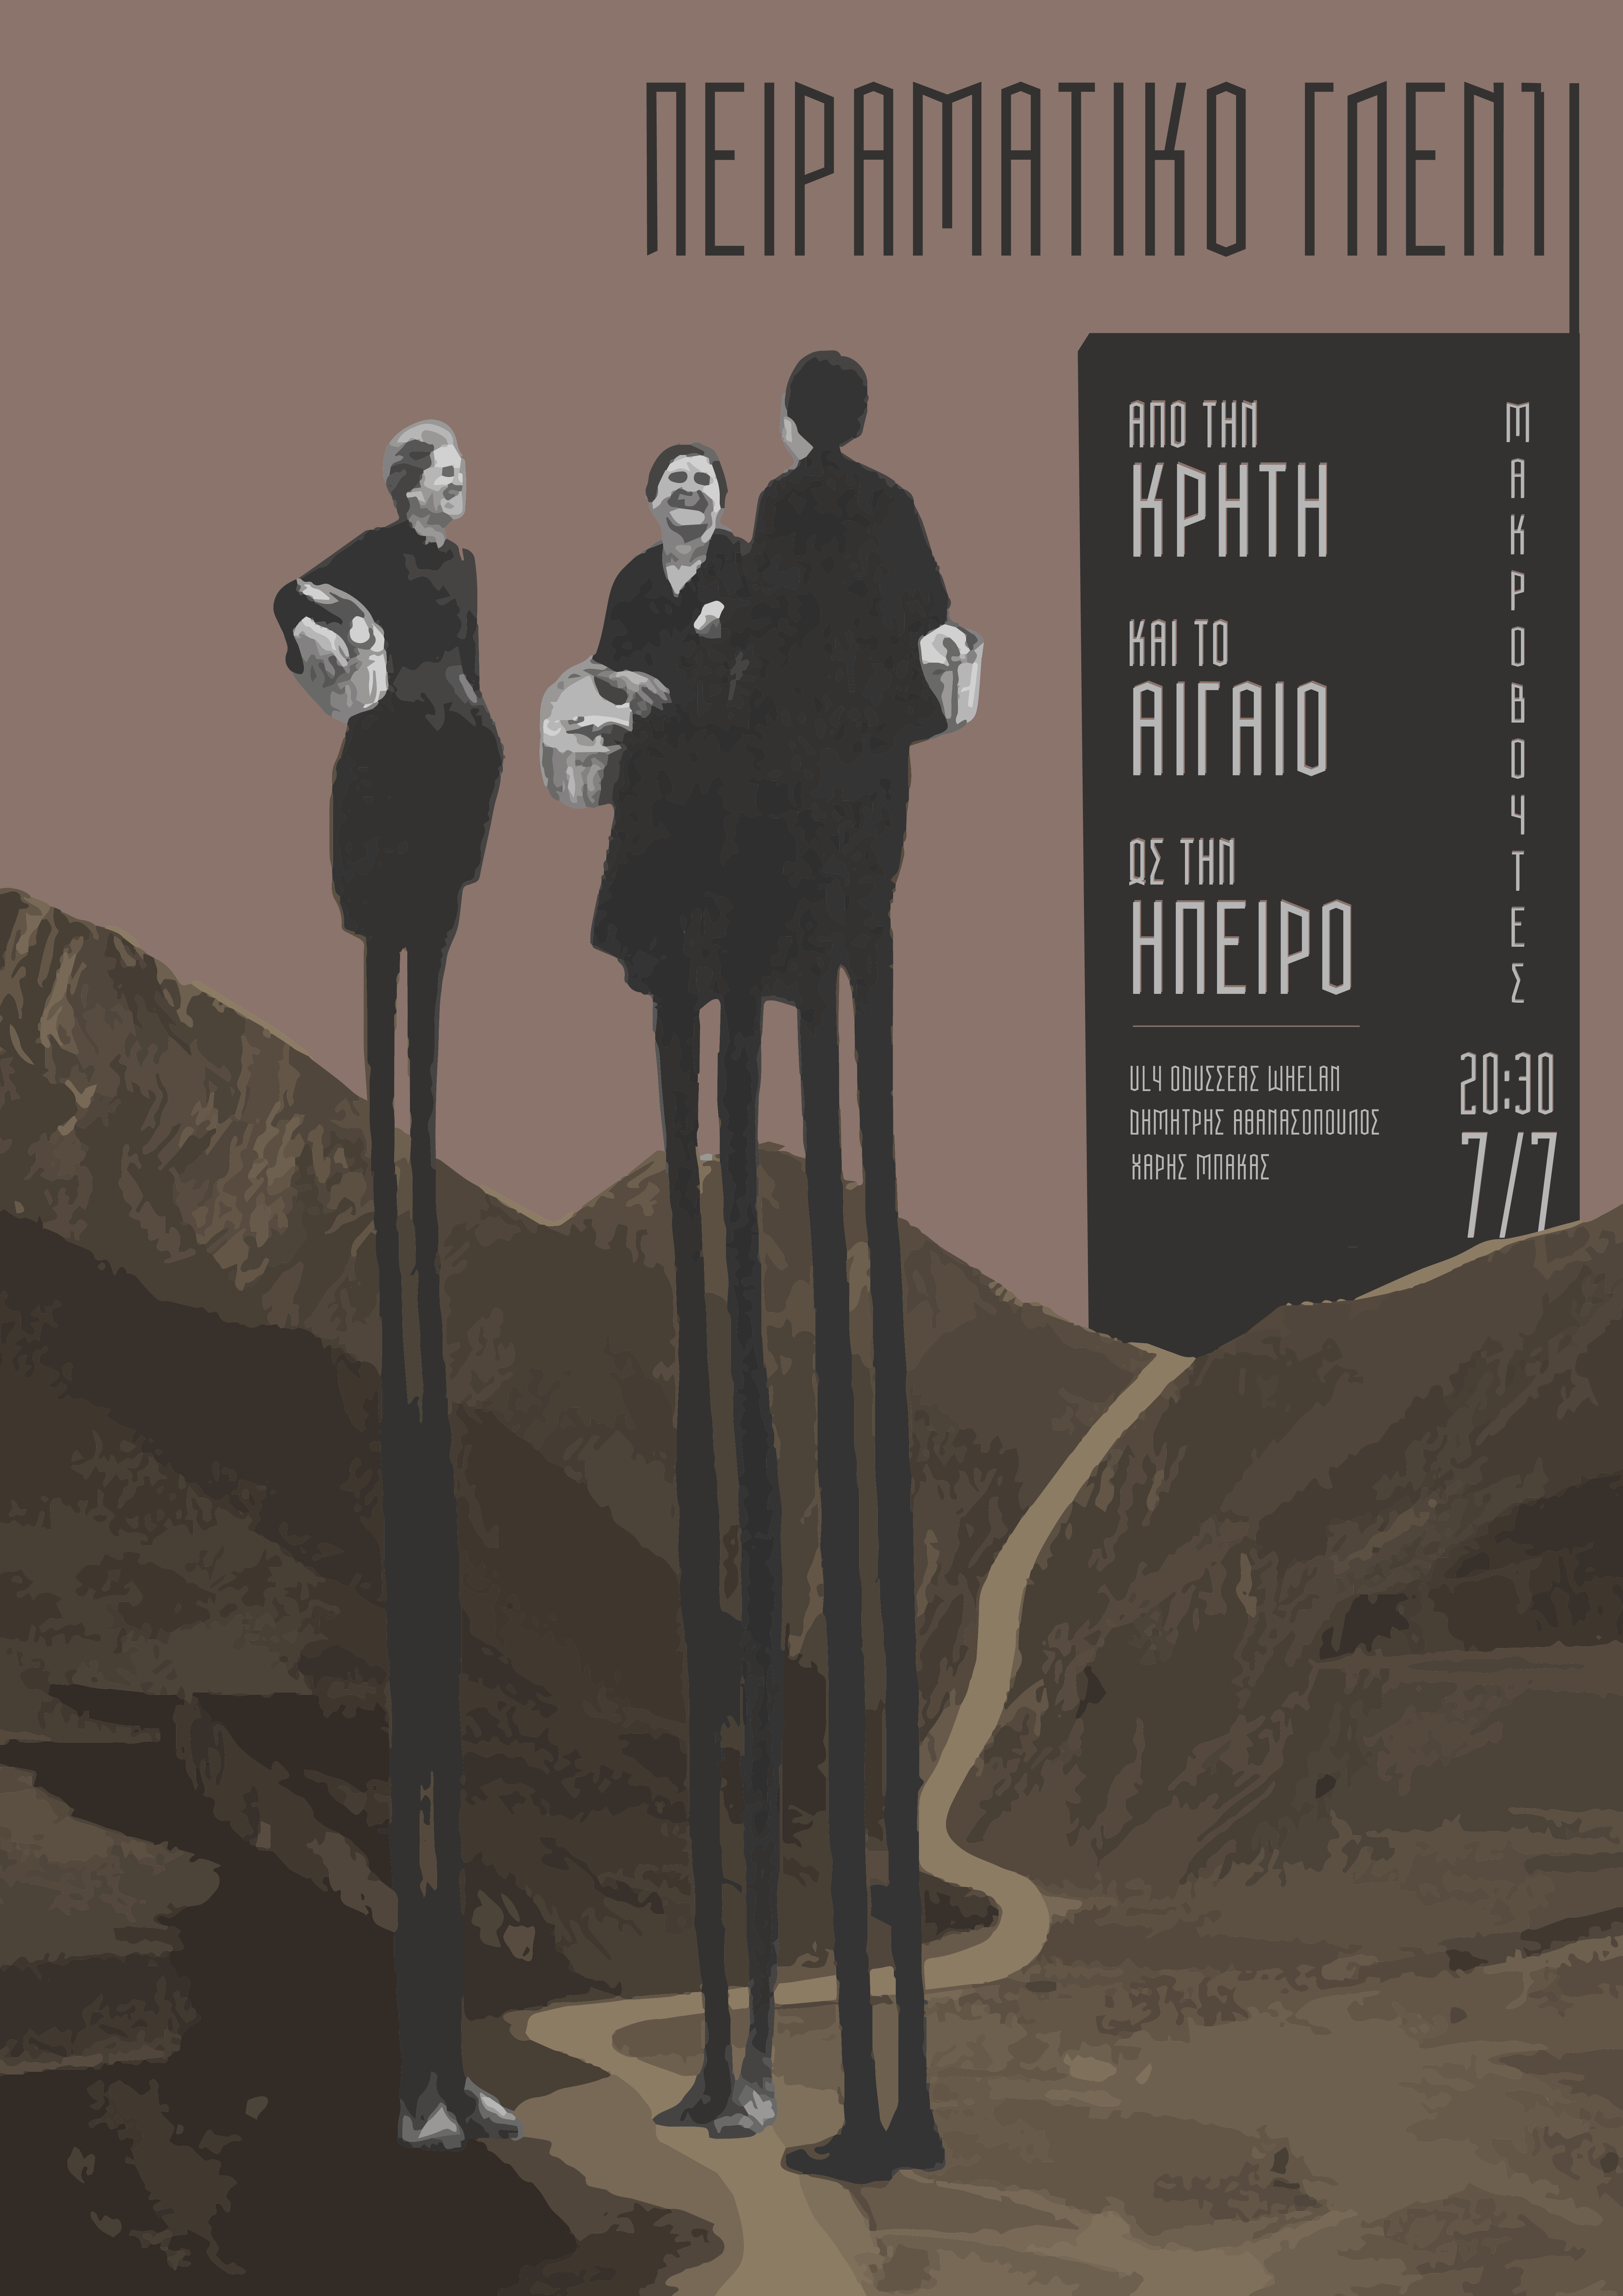 ΠΕΙΡΑΜΑΤΙΚΟ ΓΛΕΝΤΙ
ΑΠΟ ΤΗΝ
ΚΡΗΤΗ
ΚΑΙ ΤΟ
ΑΙΓΑΙΟ
ΩΣ ΤΗΝ
ΗΠΕΙΡΟ
ΜΑΚΡΟΒΟΥΤΕΣ
ULY ΟΔΥΣΣΕΑΣ WHELAN
ΔΗΜΗΤΡΗΣ ΑΘΑΝΑΣΟΠΟΥΛΟΣ
ΧΑΡΗΣ ΜΠΑΚΑΣ
20:30
7/7